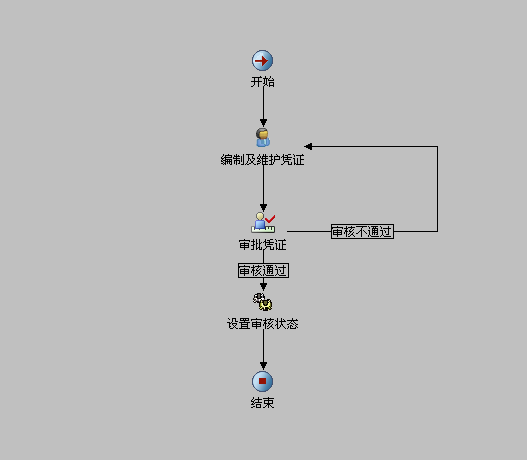 开始
编制及维护凭证
审核不通过
审批凭证
审核通过
设置审核状态
结束